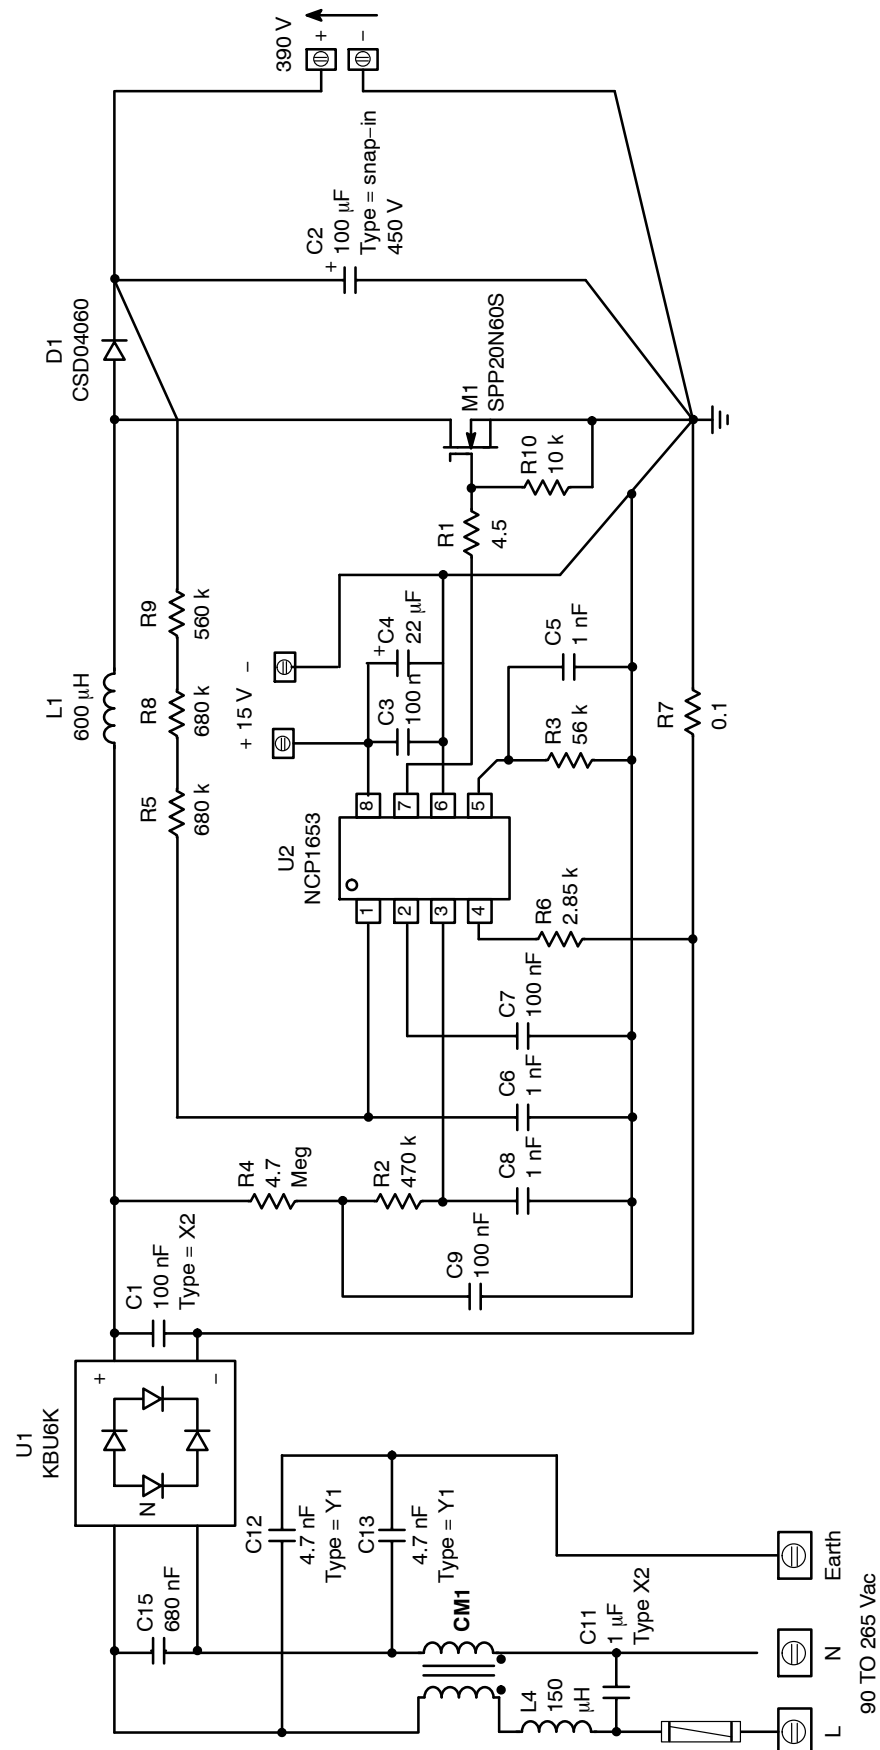 390 V
+
−
C2
+
100 µF
Type = snap−in
450 V
D1
CSD04060
M1
SPP20N60S
R10
10 k
R1
4.5
L1
600 µH
R9
560 k
R8
680 k
R5
680 k
+ 15 V −
+
C4
22 µF
C3
100 n
U2
NCP1653
8
7
6
5
1
2
3
4
C5
1 nF
R3
56 k
R7
0.1
R6
2.85 k
C7
100 nF
C6
1 nF
C8
1 nF
R4
4.7
Meg
R2
470 k
C9
100 nF
C1
100 nF
Type = X2
U1
KBU6K
+
−
N
C15
680 nF
C12
4.7 nF
Type = Y1
C13
4.7 nF
Type = Y1
CM1
L4
150
µH
C11
1 µF
Type X2
L
N
Earth
90 TO 265 Vac